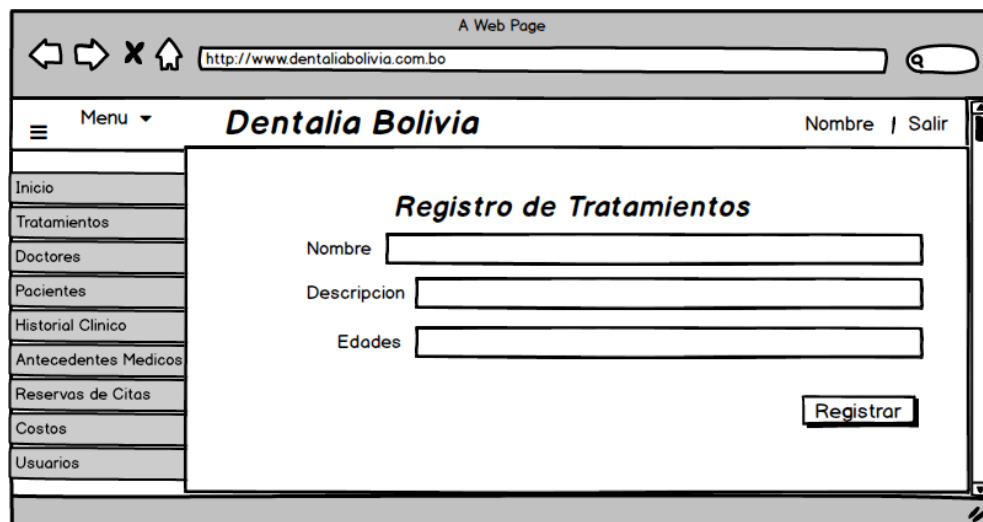 A Web Page
http://www.dentaliabolivia.com.bo
Menu
Dentalia Bolivia
Nombre | Salir
Inicio
Tratamientos
Doctores
Pacientes
Historial Clinico
Antecedentes Medicos
Reservas de Citas
Costos
Usuarios
Registro de Tratamientos
Nombre
Descripcion
Edades
Registrar